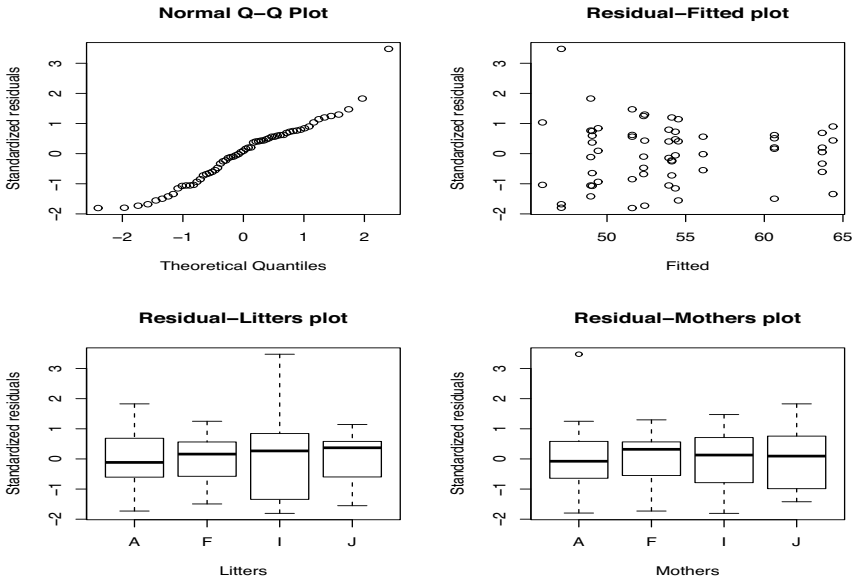 Normal Q−Q Plot
Standardized residuals
3
2
1
0
−1
−2
−2
−1
0
1
2
Theoretical Quantiles
Residual−Fitted plot
Standardized residuals
3
2
1
0
−1
−2
50
55
60
65
Fitted
Residual−Litters plot
Standardized residuals
3
2
1
0
−1
−2
A
F
I
J
Litters
Residual−Mothers plot
Standardized residuals
3
2
1
0
−1
−2
A
F
I
J
Mothers